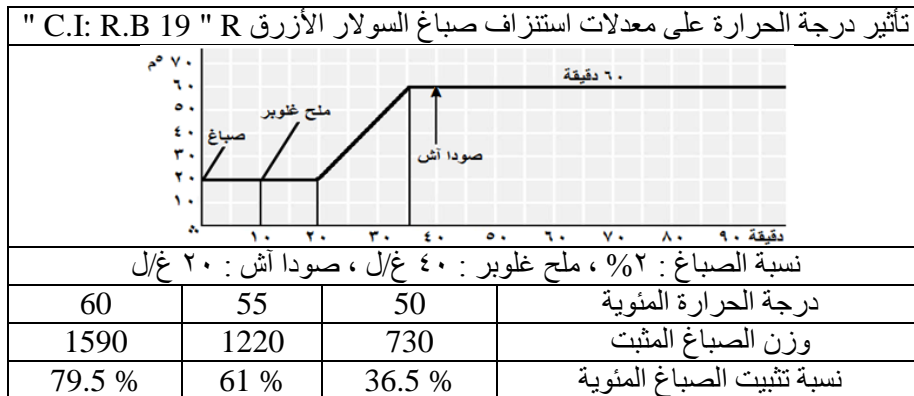 تأثير درجة الحرارة على معدلات استنزاف صباغ السولار الأزرق C.I: R.B 19 " R "
٧٠ °م
٦٠
٥٠
٤٠
٣٠
٢٠
١٠
صباغ
ملح غلوبر
٦٠ دقيقة
صودا آش
١٠ ٢٠ ٣٠ ٤٠ ٥٠ ٦٠ ٧٠ ٨٠ ٩٠ دقيقة
نسبة الصباغ : ٢% ، ملح غلوبر : ٤٠ غ/ل ، صودا آش : ٢٠ غ/ل
درجة الحرارة المئوية 50 55 60
وزن الصباغ المثبت 730 1220 1590
نسبة تثبيت الصباغ المئوية 36.5 % 61 % 79.5 %